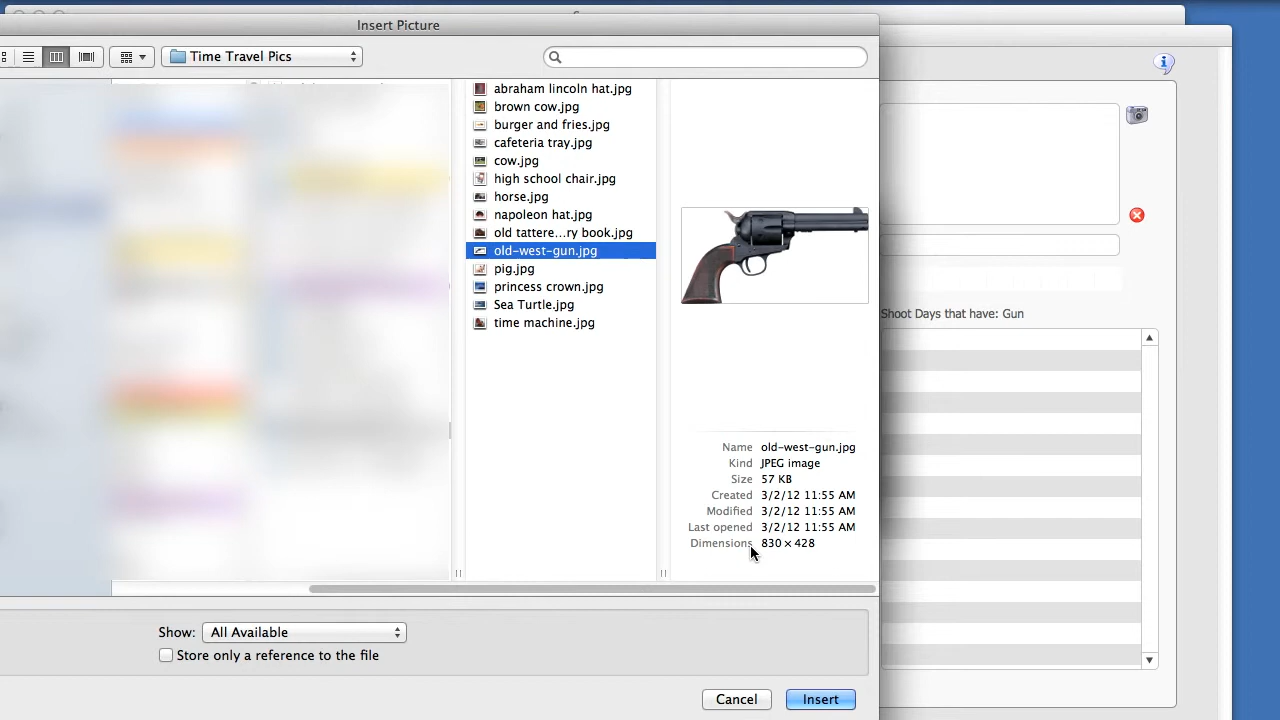 Insert Picture
Time Travel Pics
abraham lincoln hat.jpg
brown cow.jpg
burger and fries.jpg
cafeteria tray.jpg
cow.jpg
high school chair.jpg
horse.jpg
napoleon hat.jpg
old tattere...ry book.jpg
old-west-gun.jpg
pig.jpg
princess crown.jpg
Sea Turtle.jpg
time machine.jpg
Name old-west-gun.jpg
Kind JPEG image
Size 57 KB
Created 3/2/12 11:55 AM
Modified 3/2/12 11:55 AM
Last opened 3/2/12 11:55 AM
Dimensions 830 × 428
Shoot Days that have: Gun
Show: All Available
Store only a reference to the file
Cancel Insert